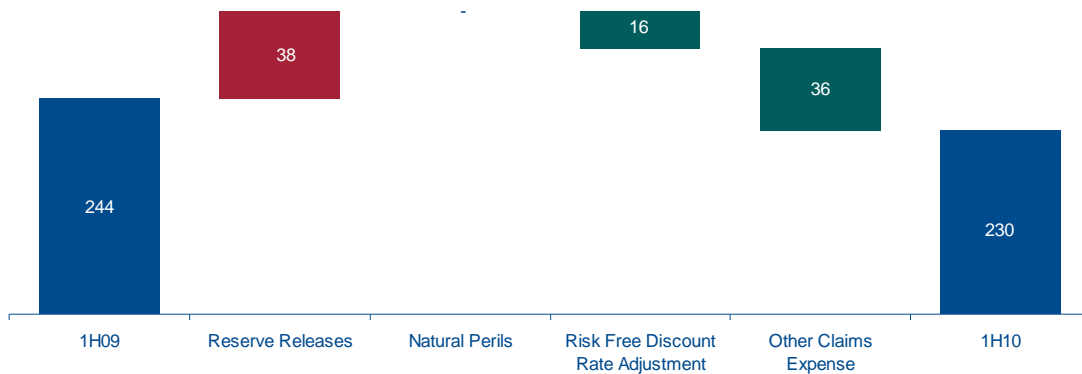 -
38
16
36
244
230
1H09
Reserve Releases
Natural Perils
Risk Free Discount
Rate Adjustment
Other Claims
Expense
1H10